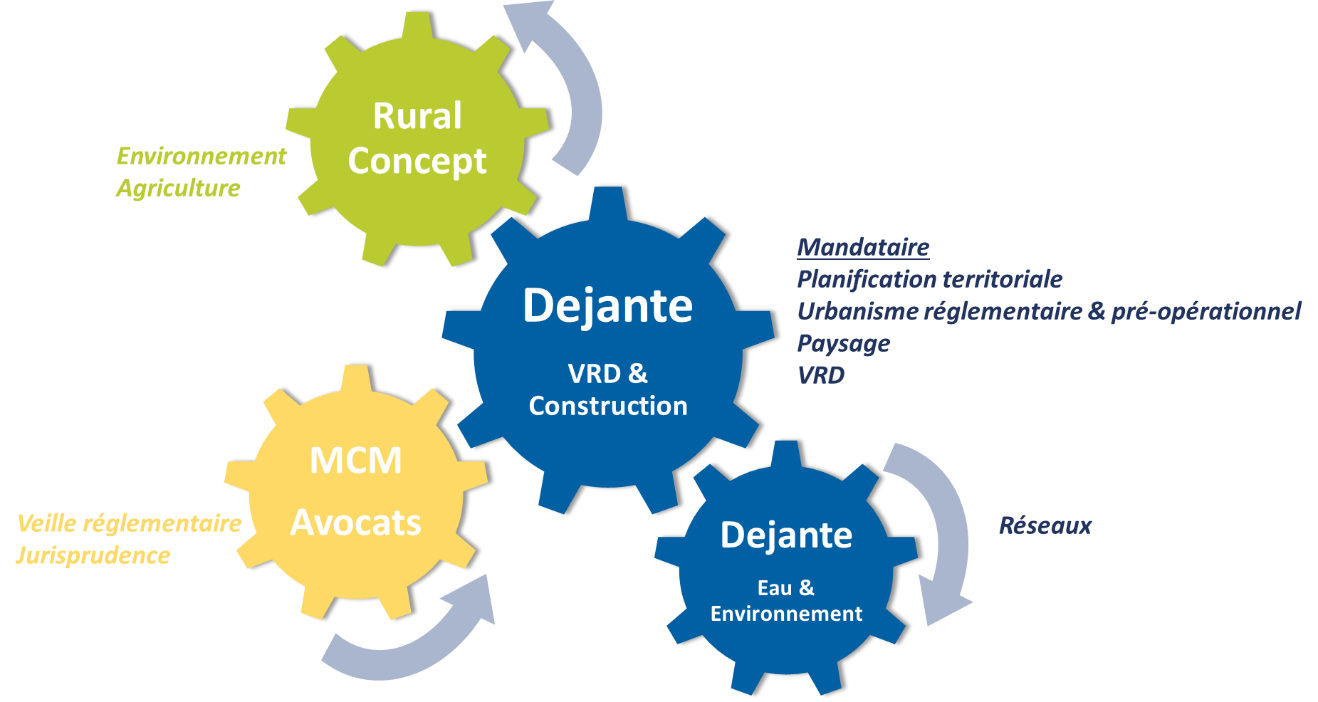 Rural
Concept
Environnement
Agriculture
Dejante
VRD &
Construction
Mandataire
Planification territoriale
Urbanisme réglementaire & pré-opérationnel
Paysage
VRD
MCM
Avocats
Veille réglementaire
Jurisprudence
Dejante
Eau &
Environnement
Réseaux